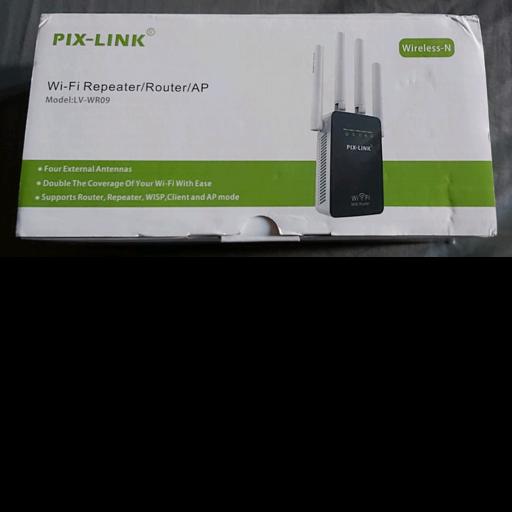 PIX-LINK®
Wireless-N
Wi-Fi Repeater/Router/AP
Model:LV-WR09
PIX-LINK
• Four External Antennas
• Double The Coverage Of Your Wi-Fi With Ease
• Supports Router, Repeater, WISP,Client and AP mode
WiFi